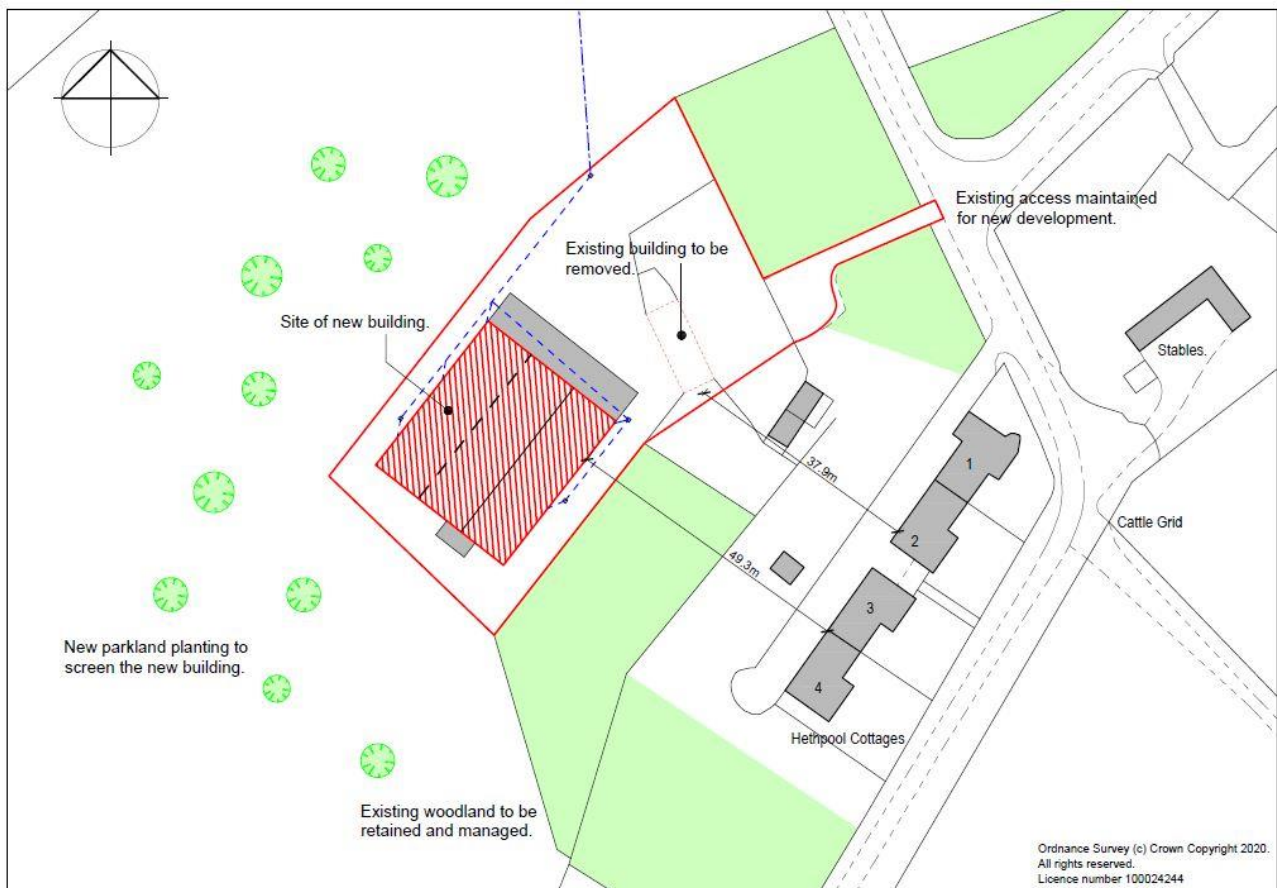 Existing access maintained
for new development.
Existing building to be
removed.
Site of new building.
Stables.
37.9m
1
2
Cattle Grid
49.3m
3
4
New parkland planting to
screen the new building.
Hethpool Cottages
Existing woodland to be
retained and managed.
Ordnance Survey (c) Crown Copyright 2020.
All rights reserved.
Licence number 100024244